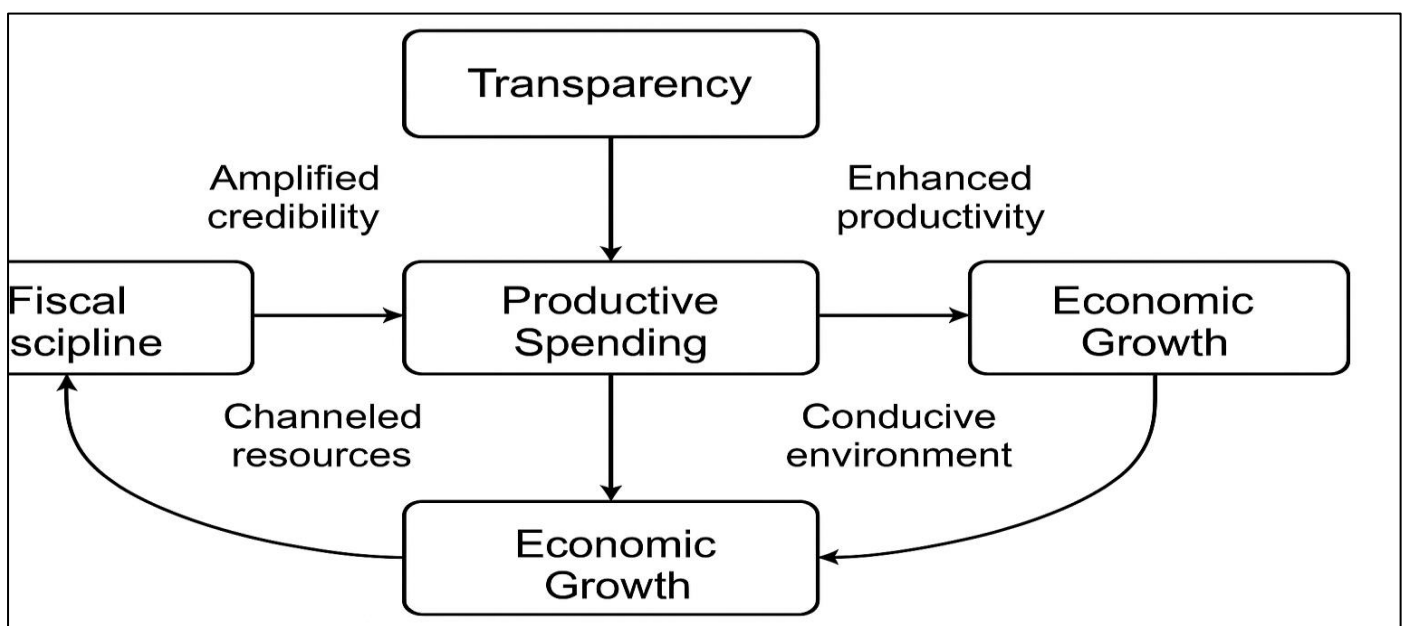 Transparency
Amplified
credibility
Enhanced
productivity
Fiscal
scipline
Productive
Spending
Economic
Growth
Channeled
resources
Conducive
environment
Economic
Growth